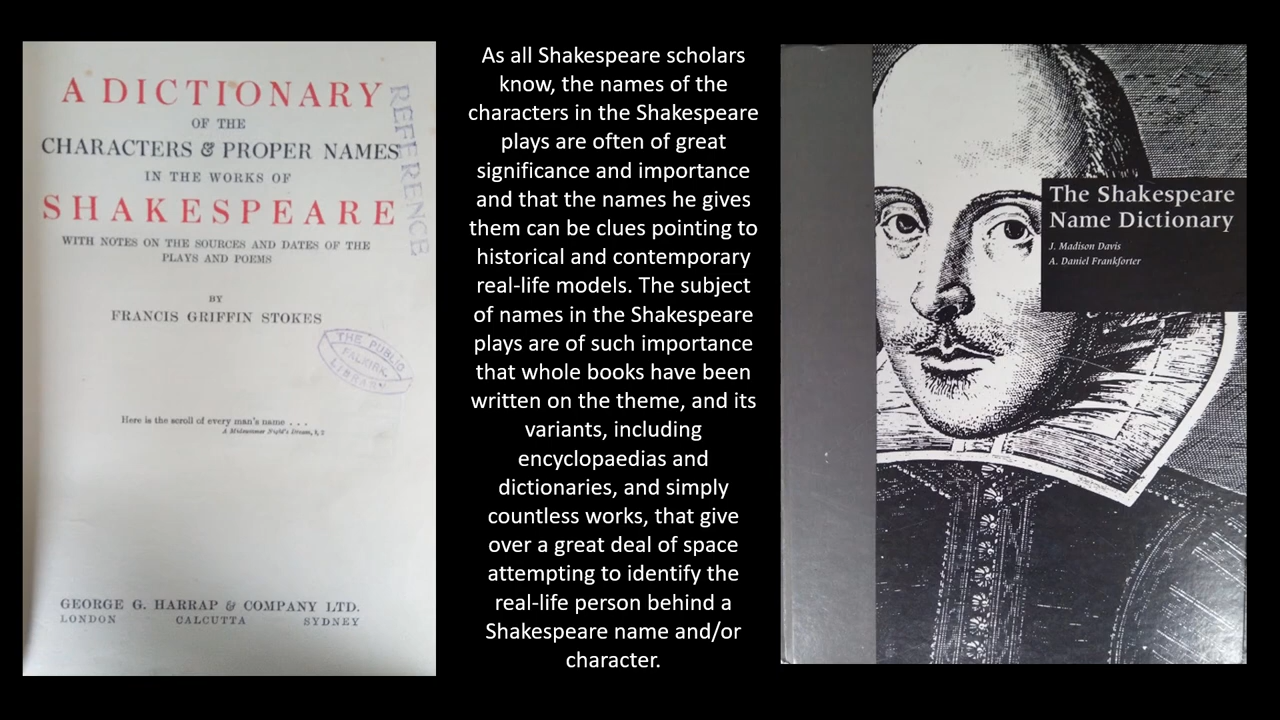 A DICTIONARY
OF THE
CHARACTERS & PROPER NAMES
IN THE WORKS OF
SHAKESPEARE
WITH NOTES ON THE SOURCES AND DATES OF THE
PLAYS AND POEMS
BY
FRANCIS GRIFFIN STOKES
REFERENCE
THE PUBLIC
FALKIRK
LIBRARY
Here is the scroll of every man's name . . .
A Midsummer Night's Dream, i, 2
GEORGE G. HARRAP & COMPANY LTD.
LONDON CALCUTTA SYDNEY
As all Shakespeare scholars
know, the names of the
characters in the Shakespeare
plays are often of great
significance and importance
and that the names he gives
them can be clues pointing to
historical and contemporary
real-life models. The subject
of names in the Shakespeare
plays are of such importance
that whole books have been
written on the theme, and its
variants, including
encyclopaedias and
dictionaries, and simply
countless works, that give
over a great deal of space
attempting to identify the
real-life person behind a
Shakespeare name and/or
character.
The Shakespeare
Name Dictionary
J. Madison Davis
A. Daniel Frankforter